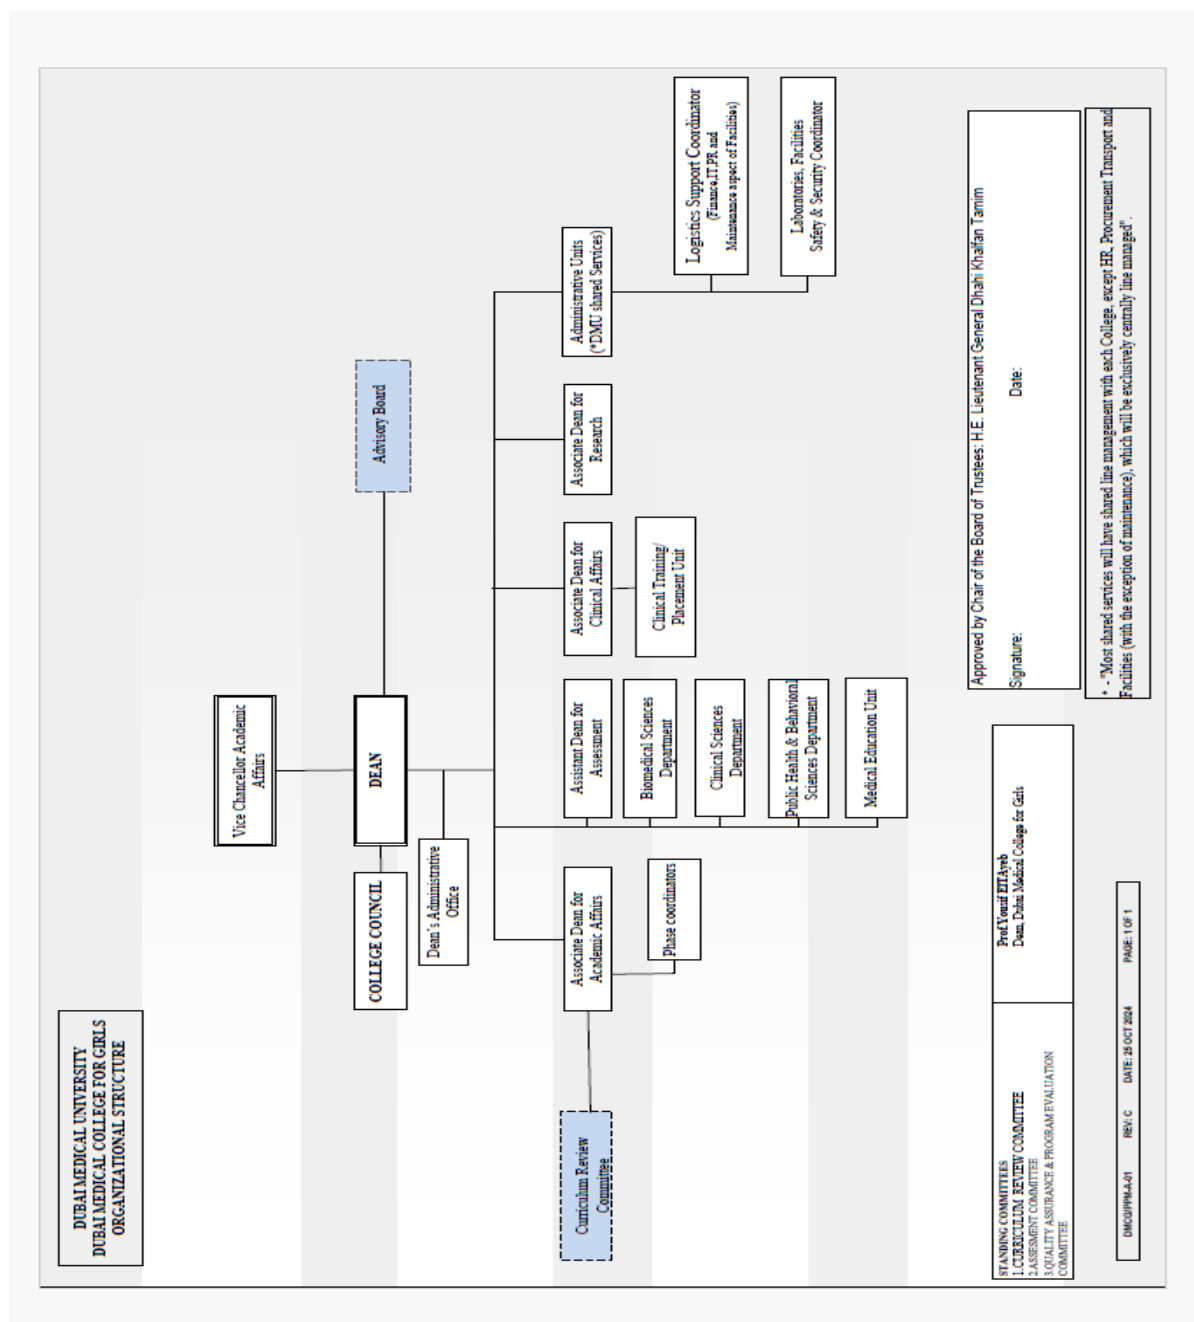 DUBAI MEDICAL UNIVERSITY
DUBAI MEDICAL COLLEGE FOR GIRLS
ORGANIZATIONAL STRUCTURE
Vice Chancellor Academic
Affairs
COLLEGE COUNCIL
DEAN
Advisory Board
Dean's Administrative
Office
Curriculum Review
Committee
Associate Dean for
Academic Affairs
Phase coordinators
Assistant Dean for
Assessment
Biomedical Sciences
Department
Clinical Sciences
Department
Public Health & Behavioral
Sciences Department
Medical Education Unit
Associate Dean for
Clinical Affairs
Clinical Training/
Placement Unit
Associate Dean for
Research
Administrative Units
(*DMU shared Services)
Logistics Support Coordinator
(Finance,IT,PR and
Maintenance aspect of Facilities)
Laboratories, Facilities
Safety & Security Coordinator
STANDING COMMITTEES
1.CURRICULUM REVIEW COMMITTEE
2.ASSESMENT COMMITTEE
3.QUALITY ASSURANCE & PROGRAM EVALUATION
COMMITTEE
Prof Yousif ElTAyeb
Dean, Dubai Medical College for Girls
Approved by Chair of the Board of Trustees: H.E. Lieutenant General Dhahi Khalfan Tamim
Signature: Date:
* - "Most shared services will have shared line management with each College, except HR, Procurement Transport and
Facilities (with the exception of maintenance), which will be exclusively centrally line managed".
DMCG/PPM-A-01 REV: C DATE: 25 OCT 2024 PAGE: 1 OF 1